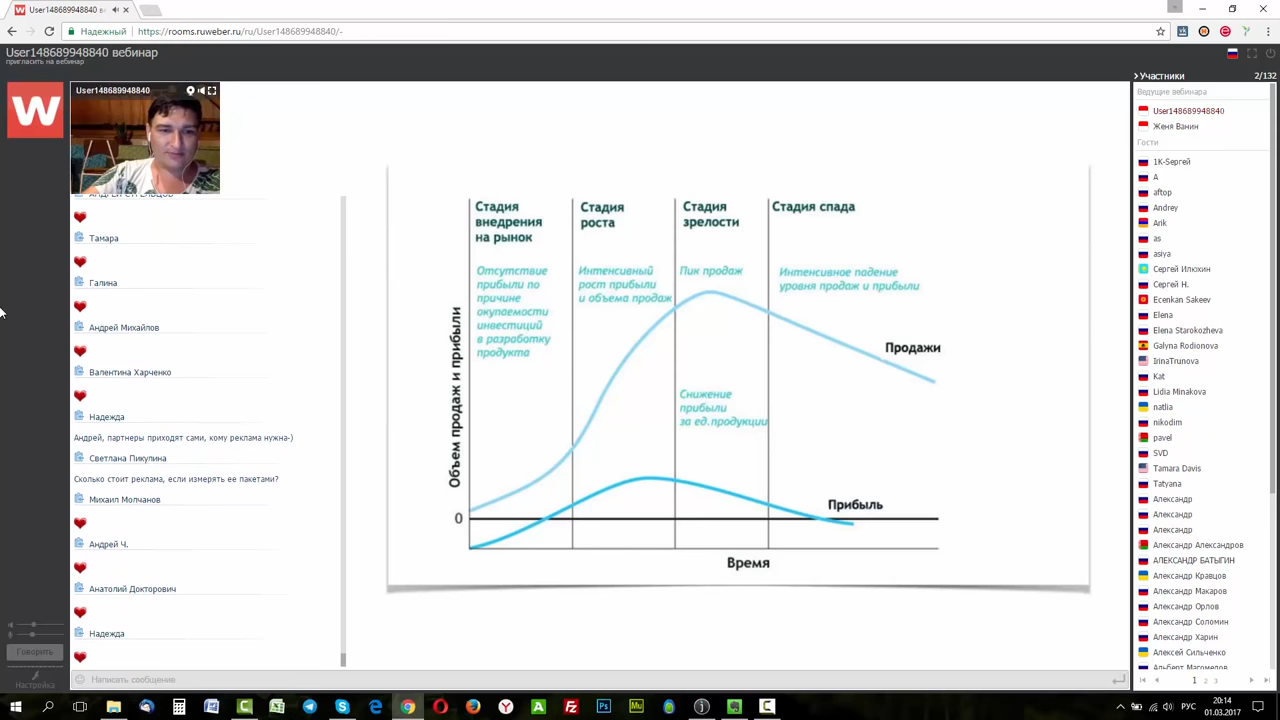 User148689948840 ве
Надежный
https://rooms.ruweber.ru/ru/User148689948840/-
User148689948840 вебинар
пригласить на вебинар
W
User148689948840
Тамара
Галина
Андрей Михайлов
Валентина Харченко
Надежда
Андрей, партнеры приходят сами, кому реклама нужна-)
Светлана Пикулина
Сколько стоит реклама, если измерять ее пакетами?
Михаил Молчанов
Андрей Ч.
Анатолий Докторович
Надежда
Говорить
Настройка
Написать сообщение
Стадия
внедрения
на рынок
Стадия
роста
Стадия
зрелости
Стадия спада
Отсутствие
прибыли по
причине
окупаемости
инвестиций
в разработку
продукта
Интенсивный
рост прибыли
и объема продаж
Пик продаж
Интенсивное падение
уровня продаж и прибыли
Снижение
прибыли
за ед.продукции
Продажи
Прибыль
Объем продаж и прибыли
0
Время
Участники
2/132
Ведущие вебинара
User148689948840
Женя Ванин
Гости
1К-Сергей
A
aftop
Andrey
Arik
as
asiya
Сергей Илюхин
Сергей Н.
Ecenkan Sakeev
Elena
Elena Starokozheva
Galyna Rodionova
IrinaTrunova
Kat
Lidia Minakova
natlia
nikodim
pavel
SVD
Tamara Davis
Tatyana
Александр
Александр
Александр
Александр Александров
АЛЕКСАНДР БАТЫГИН
Александр Кравцов
Александр Макаров
Александр Орлов
Александр Соломин
Александр Харин
Алексей Сильченко
Альберт Магомедов
1 2 3
РУС
20:14
01.03.2017